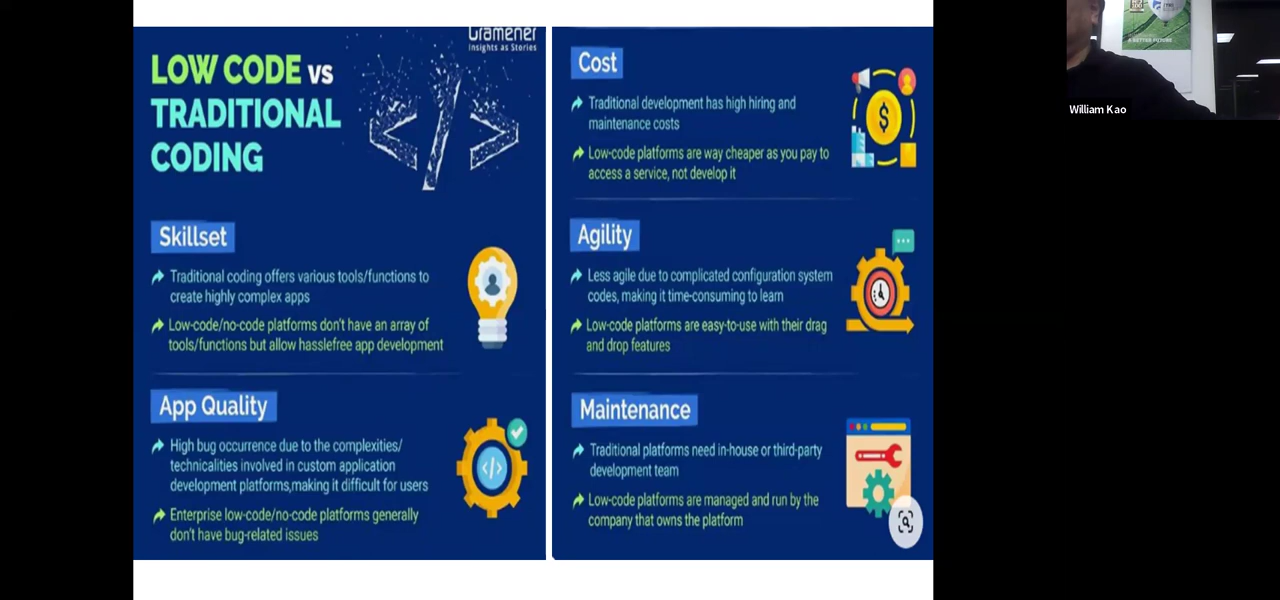 Gramener
Insights as Stories
LOW CODE vs
TRADITIONAL
CODING
</>
Skillset
Traditional coding offers various tools/functions to
create highly complex apps
Low-code/no-code platforms don't have an array of
tools/functions but allow hasslefree app development
App Quality
High bug occurrence due to the complexities/
technicalities involved in custom application
development platforms,making it difficult for users
</>
Enterprise low-code/no-code platforms generally
don't have bug-related issues
Cost
Traditional development has high hiring and
maintenance costs
$
Low-code platforms are way cheaper as you pay to
access a service, not develop it
Agility
Less agile due to complicated configuration system
codes, making it time-consuming to learn
Low-code platforms are easy-to-use with their drag
and drop features
Maintenance
Traditional platforms need in-house or third-party
development team
Low-code platforms are managed and run by the
company that owns the platform
A BETTER FUTURE
William Kao